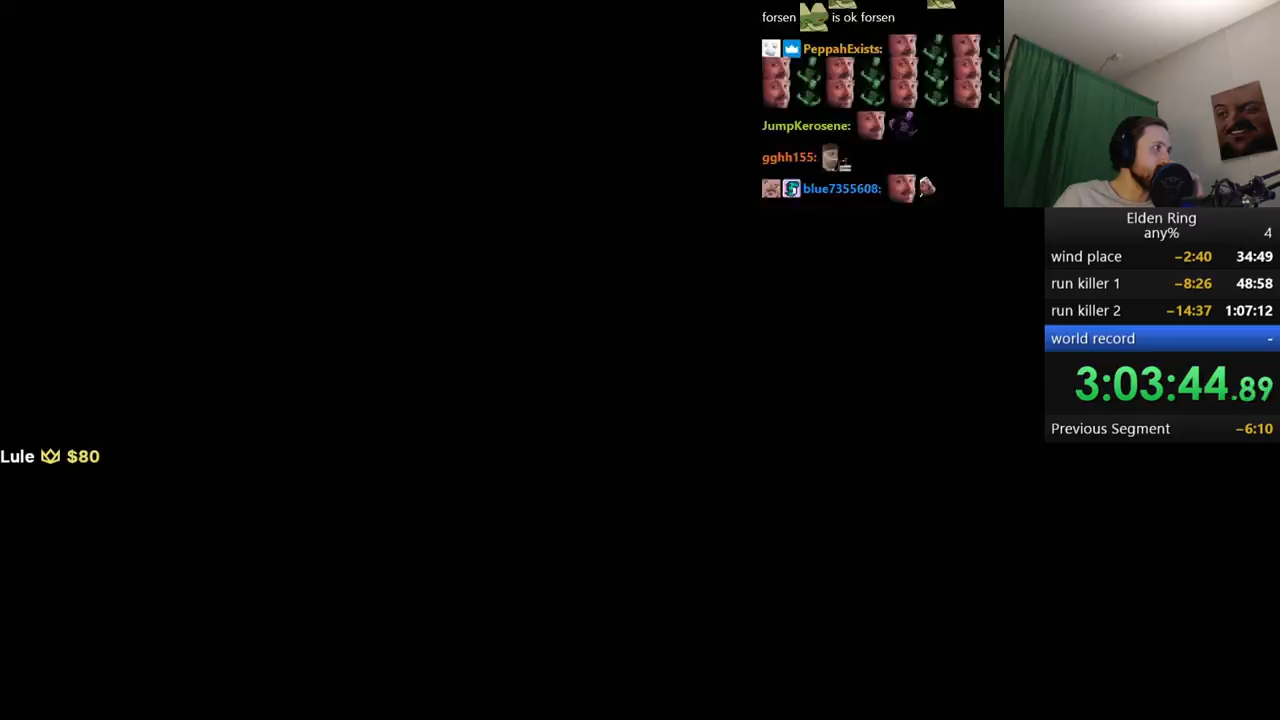 forsen is ok forsen
PeppahExists:
JumpKerosene:
gghh155:
blue7355608:
Elden Ring
any% 4
wind place -2:40 34:49
run killer 1 -8:26 48:58
run killer 2 -14:37 1:07:12
world record -
3:03:44.89
Previous Segment -6:10
Lule $80